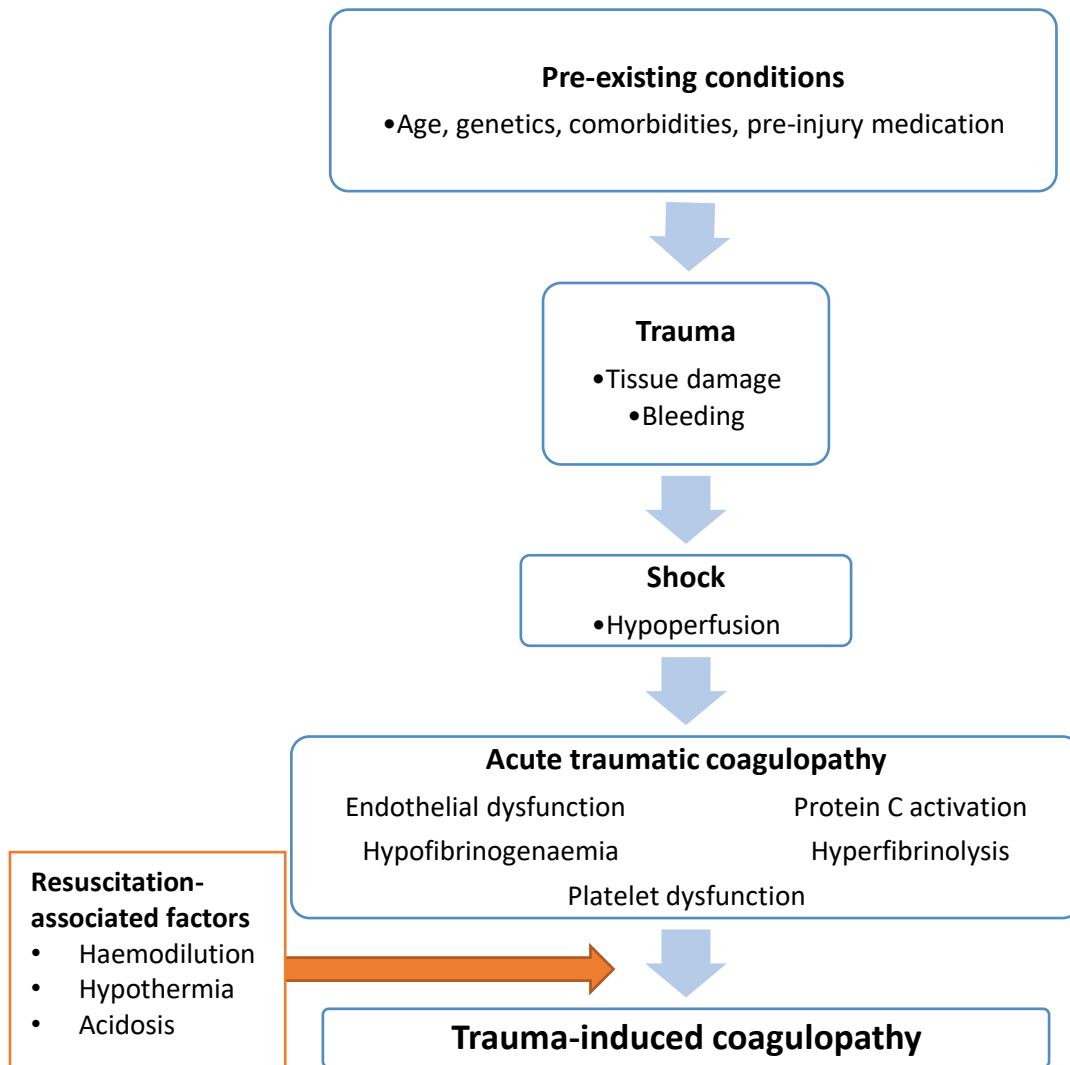 Pre-existing conditions
•Age, genetics, comorbidities, pre-injury medication
Trauma
•Tissue damage
•Bleeding
Shock
•Hypoperfusion
Acute traumatic coagulopathy
Endothelial dysfunction Protein C activation
Hypofibrinogenaemia Hyperfibrinolysis
Platelet dysfunction
Resuscitation-
associated factors
• Haemodilution
• Hypothermia
• Acidosis
Trauma-induced coagulopathy